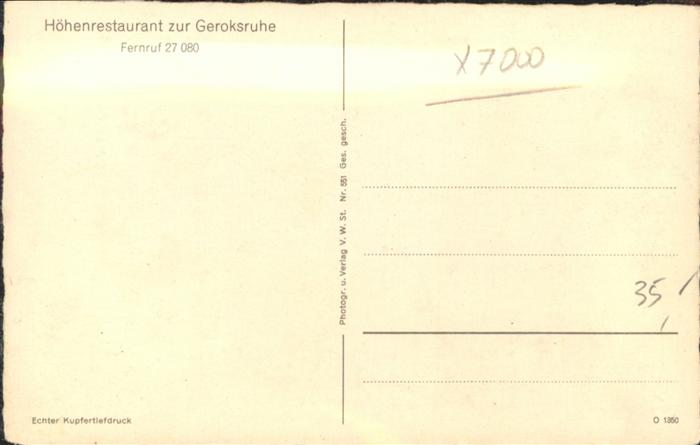 Höhenrestaurant zur Geroksruhe
Fernruf 27 080
X7000
Photogr. u. Verlag V. W. St. Nr. 551 Ges. gesch.
35
Echter Kupfertiefdruck
O 1350